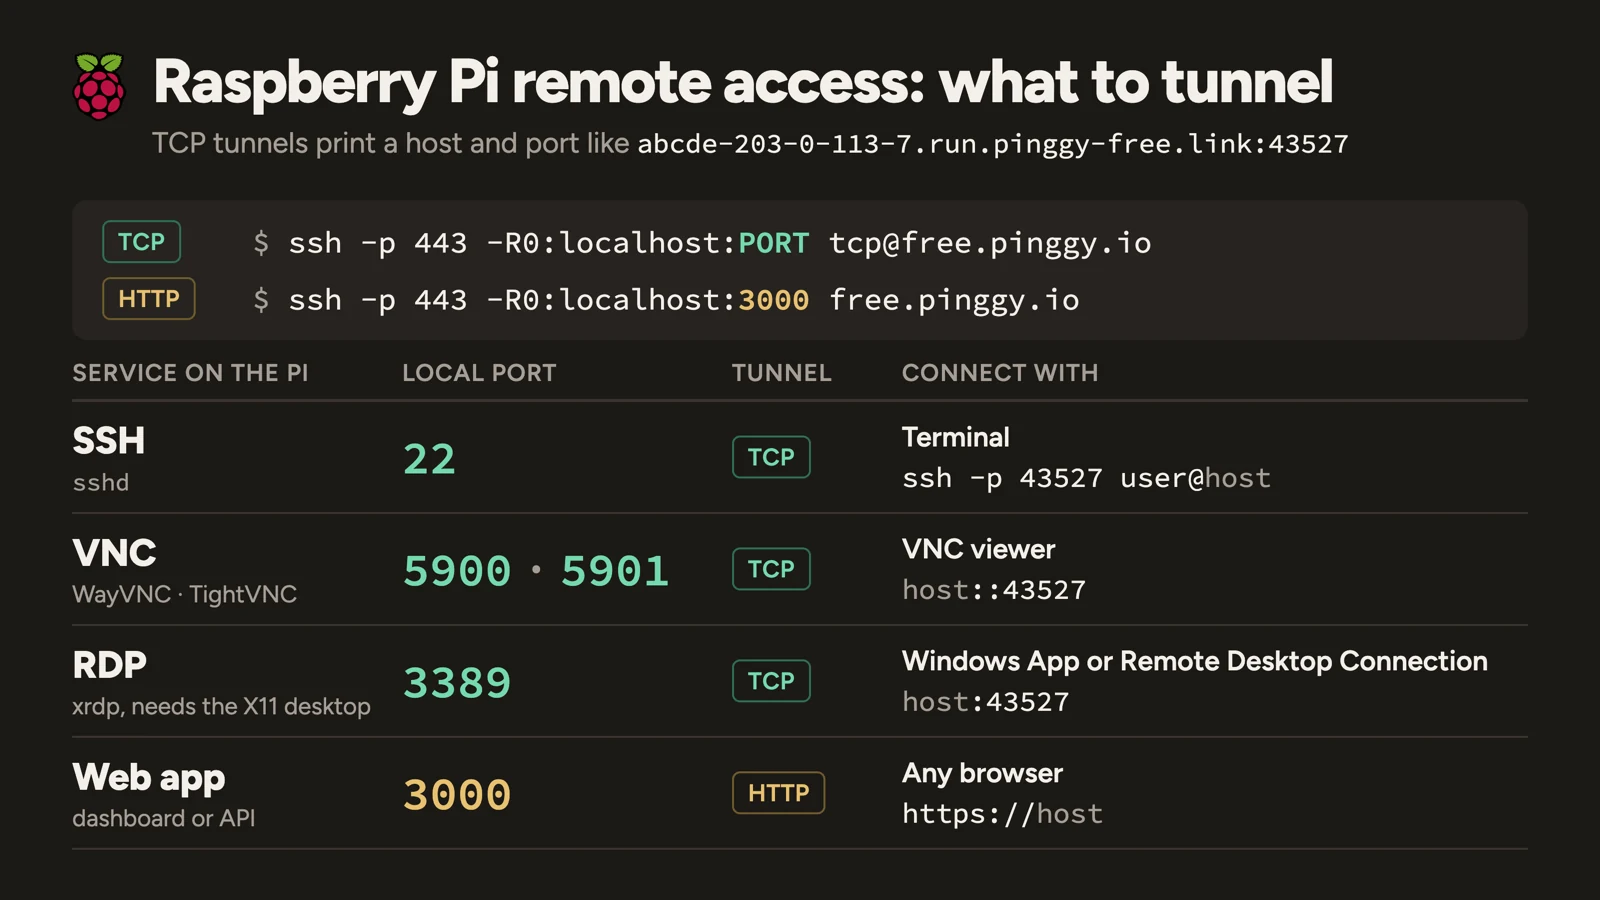 Raspberry Pi remote access: what to tunnel
TCP tunnels print a host and port like abcde-203-0-113-7.run.pinggy-free.link:43527
TCP $ ssh -p 443 -R0:localhost:PORT tcp@free.pinggy.io
HTTP $ ssh -p 443 -R0:localhost:3000 free.pinggy.io
SERVICE ON THE PI LOCAL PORT TUNNEL CONNECT WITH
SSH
sshd
22
TCP
Terminal
ssh -p 43527 user@host
VNC
WayVNC · TightVNC
5900 · 5901
TCP
VNC viewer
host::43527
RDP
xrdp, needs the X11 desktop
3389
TCP
Windows App or Remote Desktop Connection
host:43527
Web app
dashboard or API
3000
HTTP
Any browser
https://host